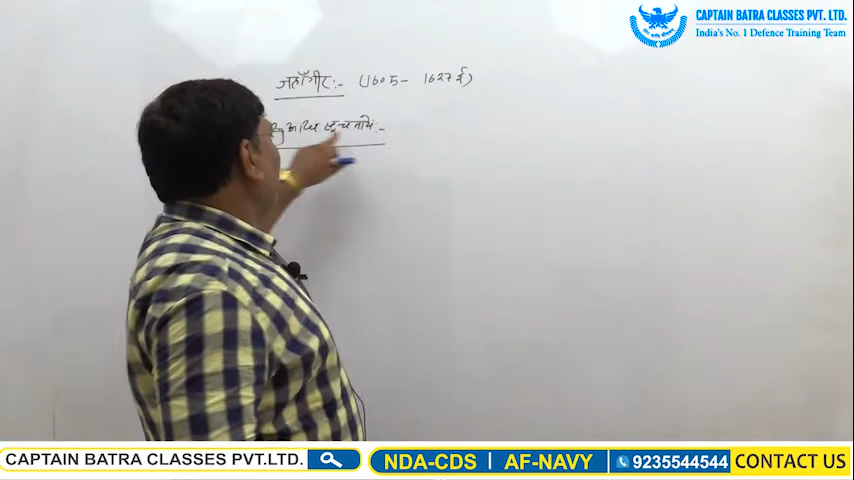 CAPTAIN BATRA CLASSES PVT. LTD.
India's No. 1 Defence Training Team
जहाँगीर:- (1605- 1627 ई)
सूचनायें:-
CAPTAIN BATRA CLASSES PVT.LTD.
NDA-CDS | AF-NAVY
9235544544
CONTACT US